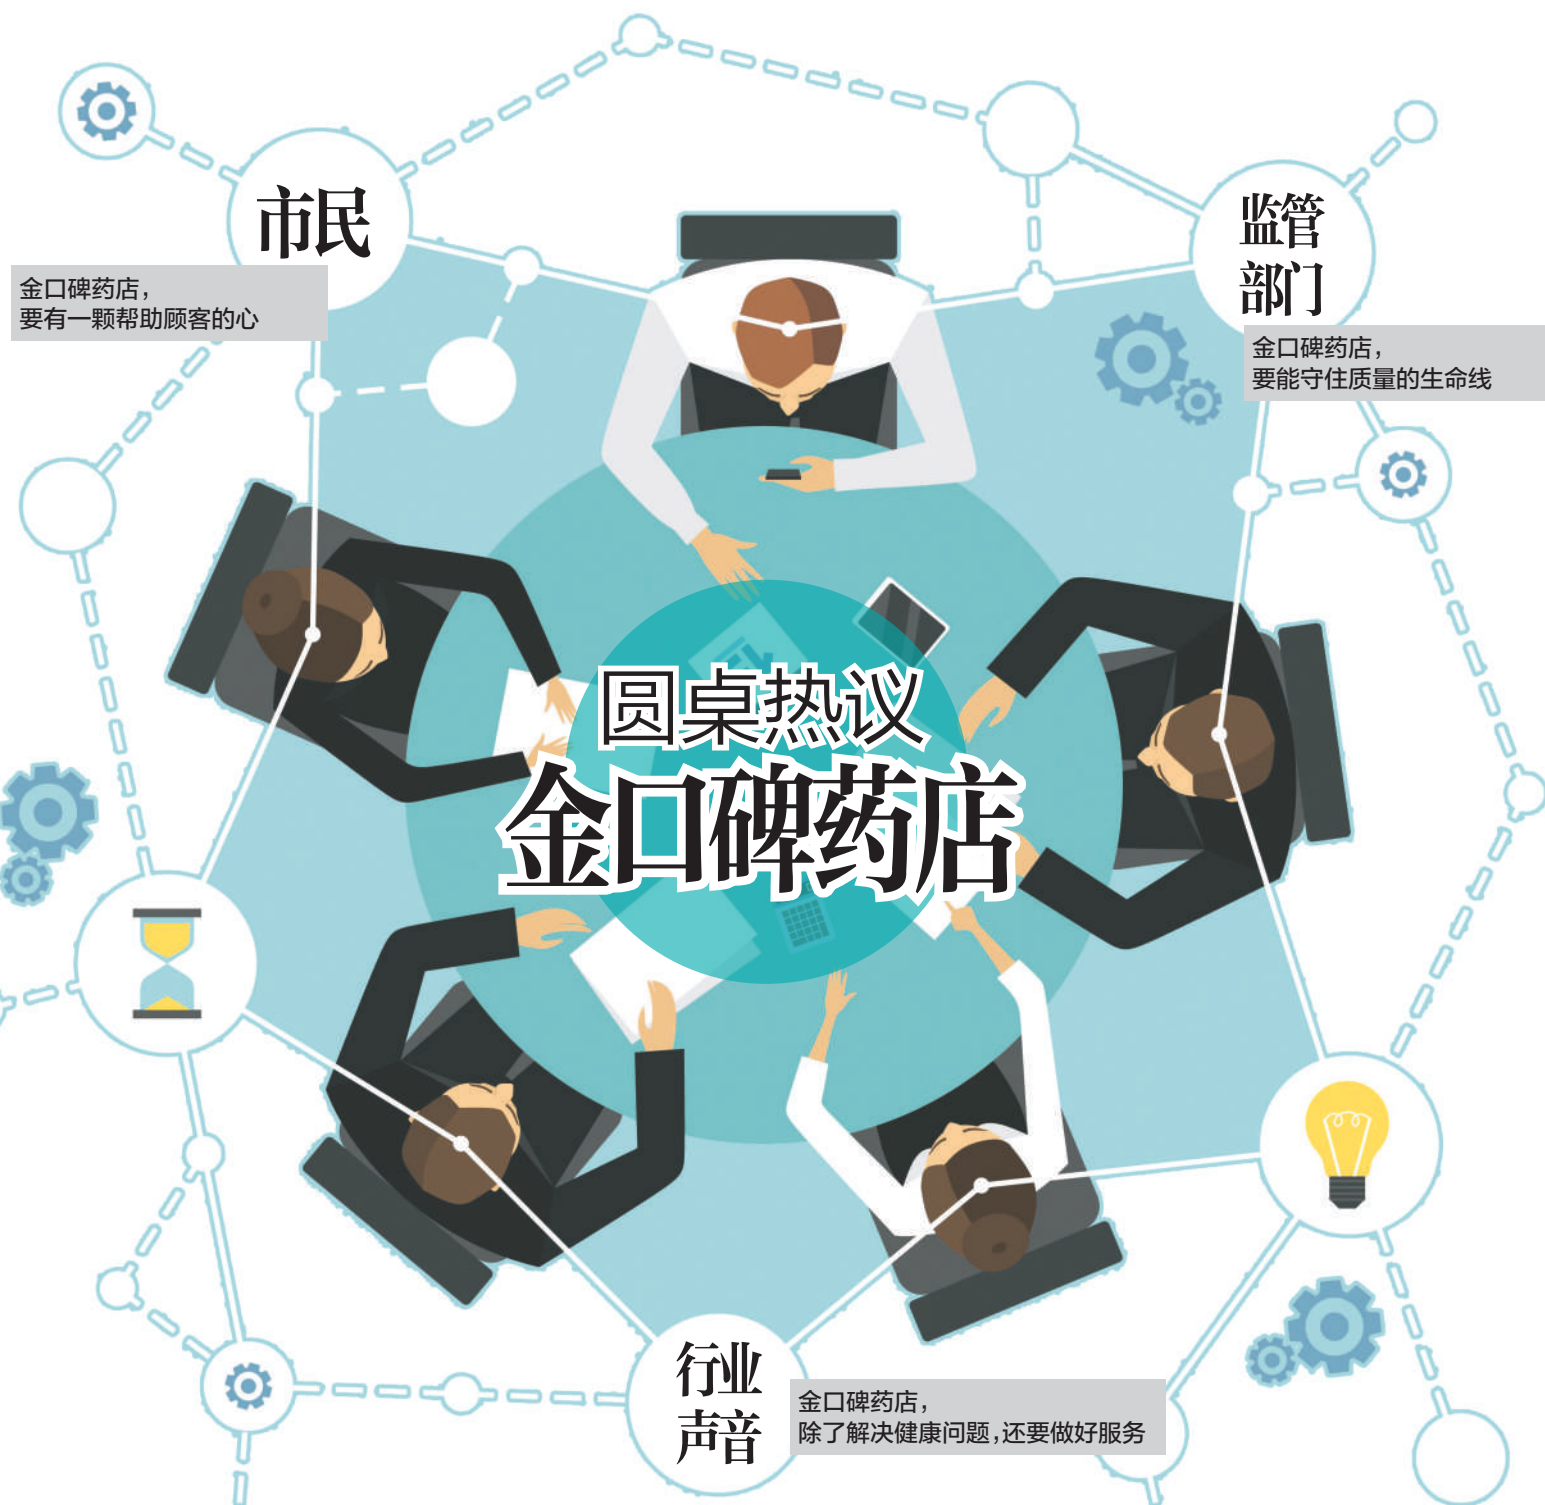 市民
金口碑药店，
要有一颗帮助顾客的心
监管
部门
金口碑药店，
要能守住质量的生命线
圆桌热议
金口碑药店
行业
声音
金口碑药店，
除了解决健康问题，还要做好服务